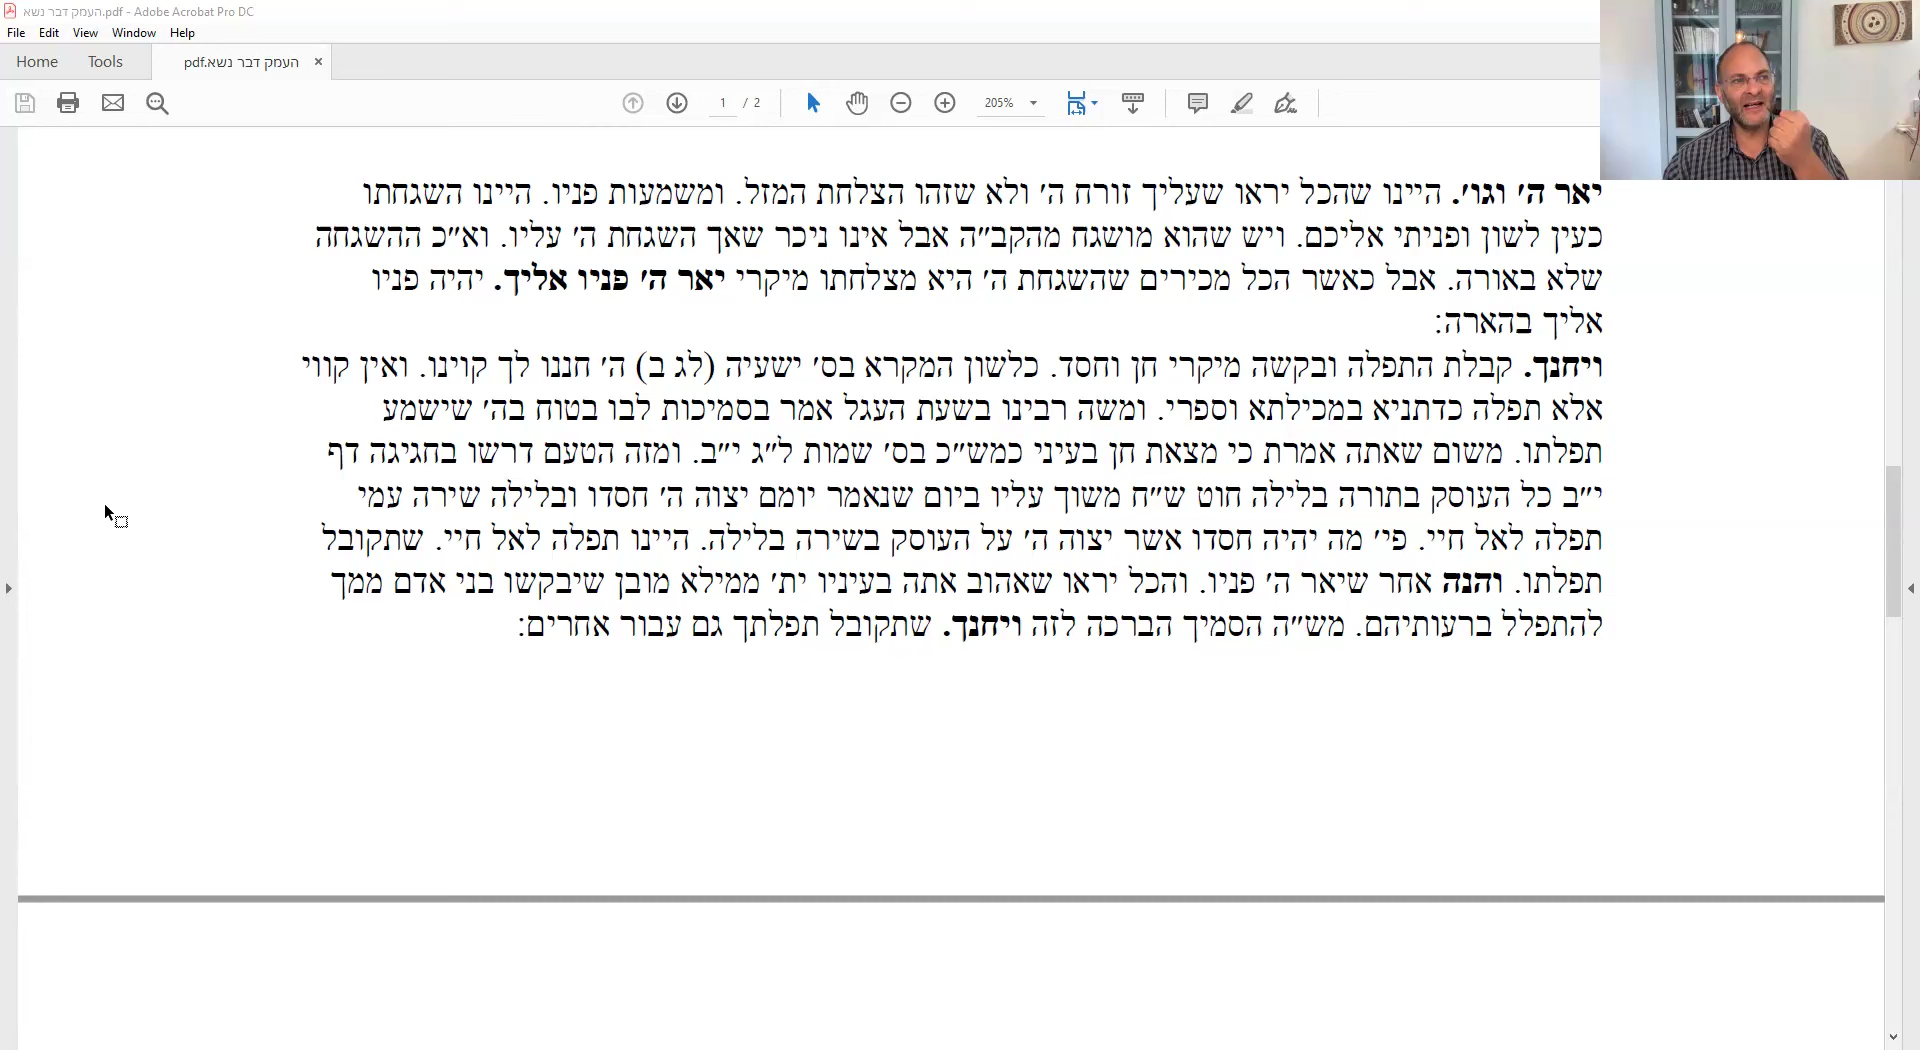 העמק דבר נשא.pdf - Adobe Acrobat Pro DC
File Edit View Window Help
Home Tools העמק דבר נשא.pdf ×
1 / 2 205%
יאר ה׳ וגו׳. היינו שהכל יראו שעליך זורח ה׳ ולא שזהו הצלחת המזל. ומשמעות פניו. היינו השגחתו
כעין לשון ופניתי אליכם. ויש שהוא מושגח מהקב״ה אבל אינו ניכר שאך השגחת ה׳ עליו. וא״כ ההשגחה
שלא באורה. אבל כאשר הכל מכירים שהשגחת ה׳ היא מצלחתו מיקרי יאר ה׳ פניו אליך. יהיה פניו
אליך בהארה:
ויחנך. קבלת התפלה ובקשה מיקרי חן וחסד. כלשון המקרא בס׳ ישעיה (לג ב) ה׳ חננו לך קוינו. ואין קווי
אלא תפלה כדתניא במכילתא וספרי. ומשה רבינו בשעת העגל אמר בסמיכות לבו בטוח בה׳ שישמע
תפלתו. משום שאתה אמרת כי מצאת חן בעיני כמש״כ בס׳ שמות ל״ג י״ב. ומזה הטעם דרשו בחגיגה דף
י״ב כל העוסק בתורה בלילה חוט ש״ח משוך עליו ביום שנאמר יומם יצוה ה׳ חסדו ובלילה שירה עמי
תפלה לאל חיי. פי׳ מה יהיה חסדו אשר יצוה ה׳ על העוסק בשירה בלילה. היינו תפלה לאל חיי. שתקובל
תפלתו. והנה אחר שיאר ה׳ פניו. והכל יראו שאהוב אתה בעיניו ית׳ ממילא מובן שיבקשו בני אדם ממך
להתפלל ברעותיהם. מש״ה הסמיך הברכה לזה ויחנך. שתקובל תפלתך גם עבור אחרים: